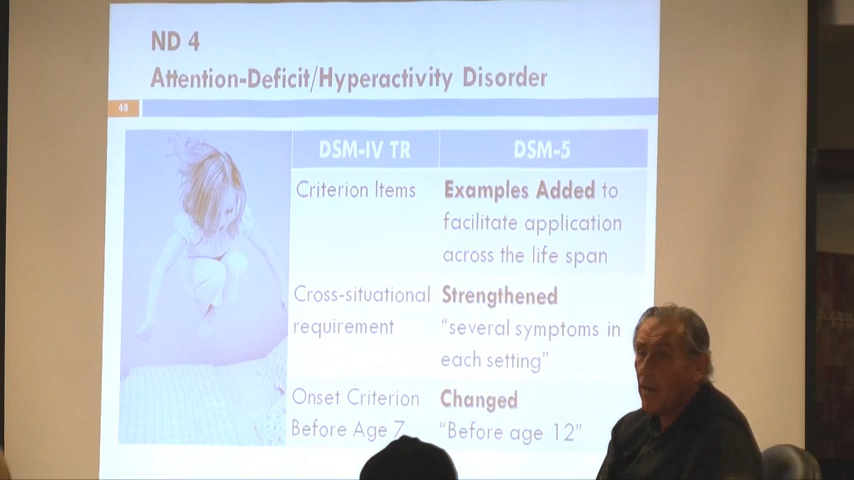 ND 4
Attention-Deficit/Hyperactivity Disorder
48
DSM-IV TR
DSM-5
Criterion Items
Examples Added to
facilitate application
across the life span
Cross-situational
requirement
Strengthened
"several symptoms in
each setting"
Onset Criterion
Before Age 7
Changed
"Before age 12"